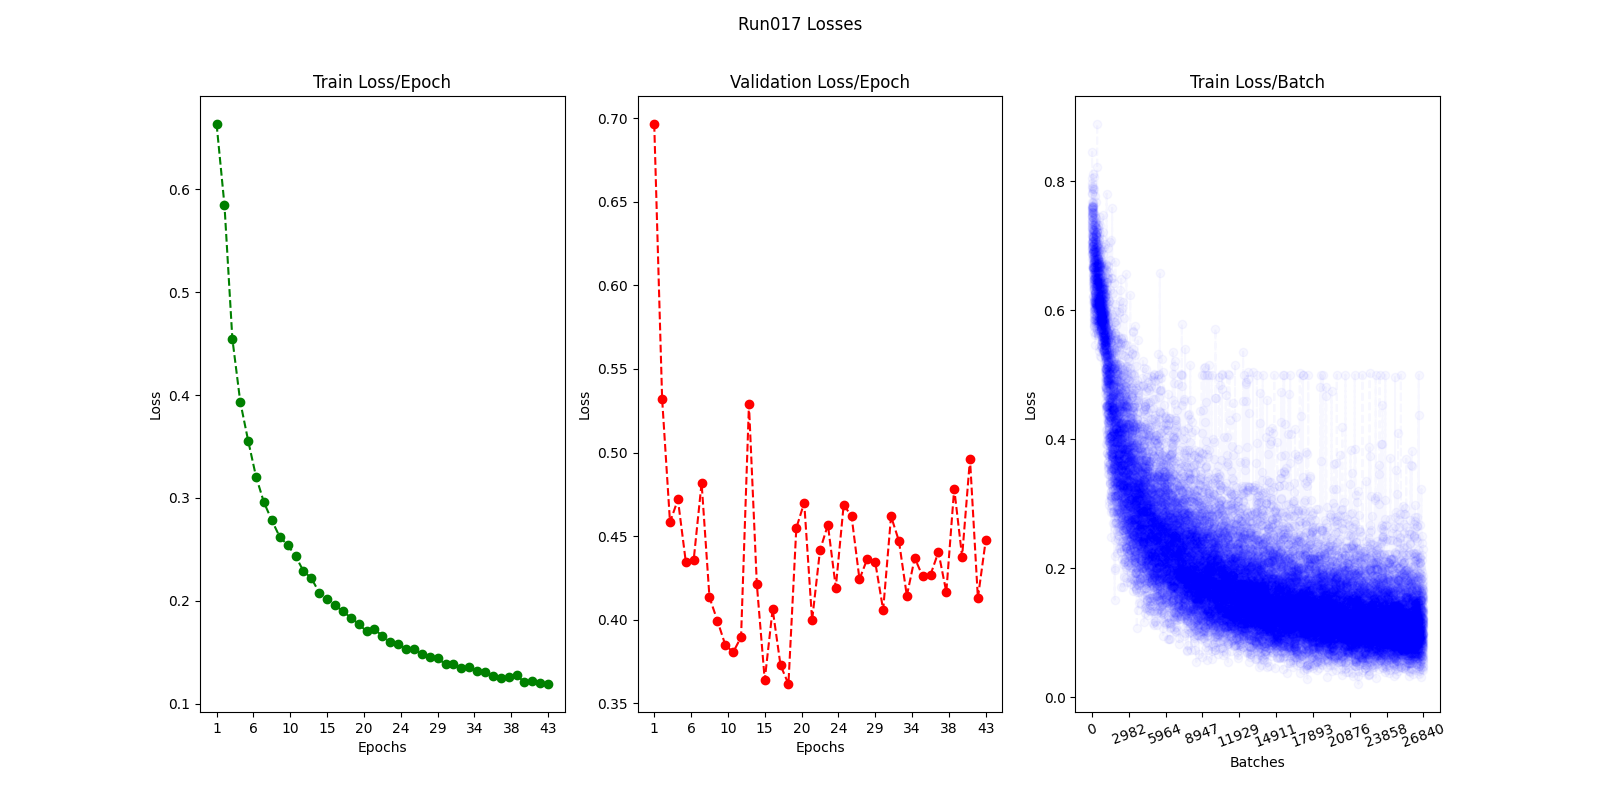 Run017 Losses
Train Loss/Epoch
Loss
0.6
0.5
0.4
0.3
0.2
0.1
1 6 10 15 20 24 29 34 38 43
Epochs
Validation Loss/Epoch
Loss
0.70
0.65
0.60
0.55
0.50
0.45
0.40
0.35
1 6 10 15 20 24 29 34 38 43
Epochs
Train Loss/Batch
Loss
0.8
0.6
0.4
0.2
0.0
0 2982 5964 8947 11929 14911 17893 20876 23858 26840
Batches